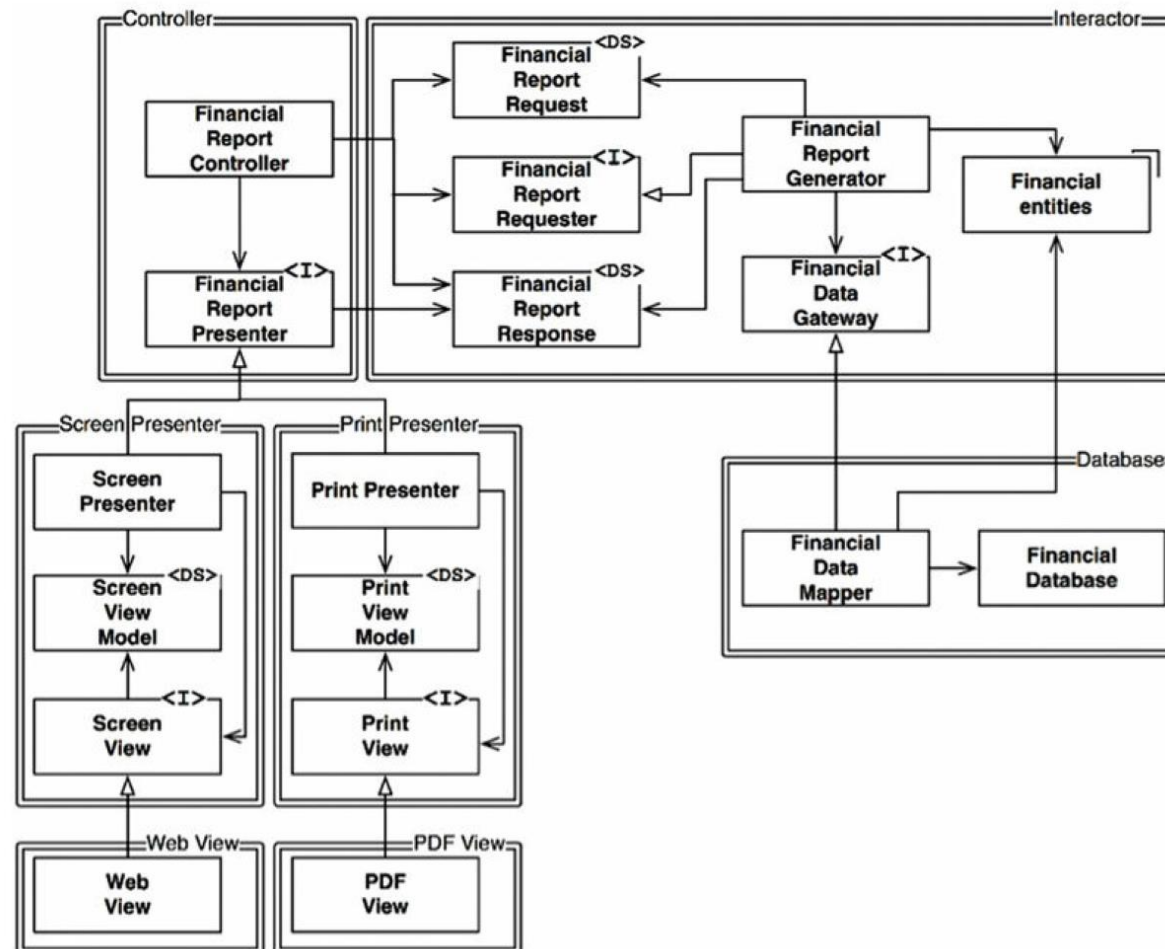 Controller
Interactor
<DS>
Financial
Report
Request
Financial
Report
Controller
Financial
Report
Generator
<I>
Financial
Report
Requester
Financial
entities
<I>
Financial
Report
Presenter
<DS>
Financial
Report
Response
<I>
Financial
Data
Gateway
Screen Presenter
Print Presenter
Database
Screen
Presenter
Print Presenter
Financial
Data
Mapper
Financial
Database
<DS>
Screen
View
Model
<DS>
Print
View
Model
<I>
Screen
View
<I>
Print
View
Web View
PDF View
Web
View
PDF
View